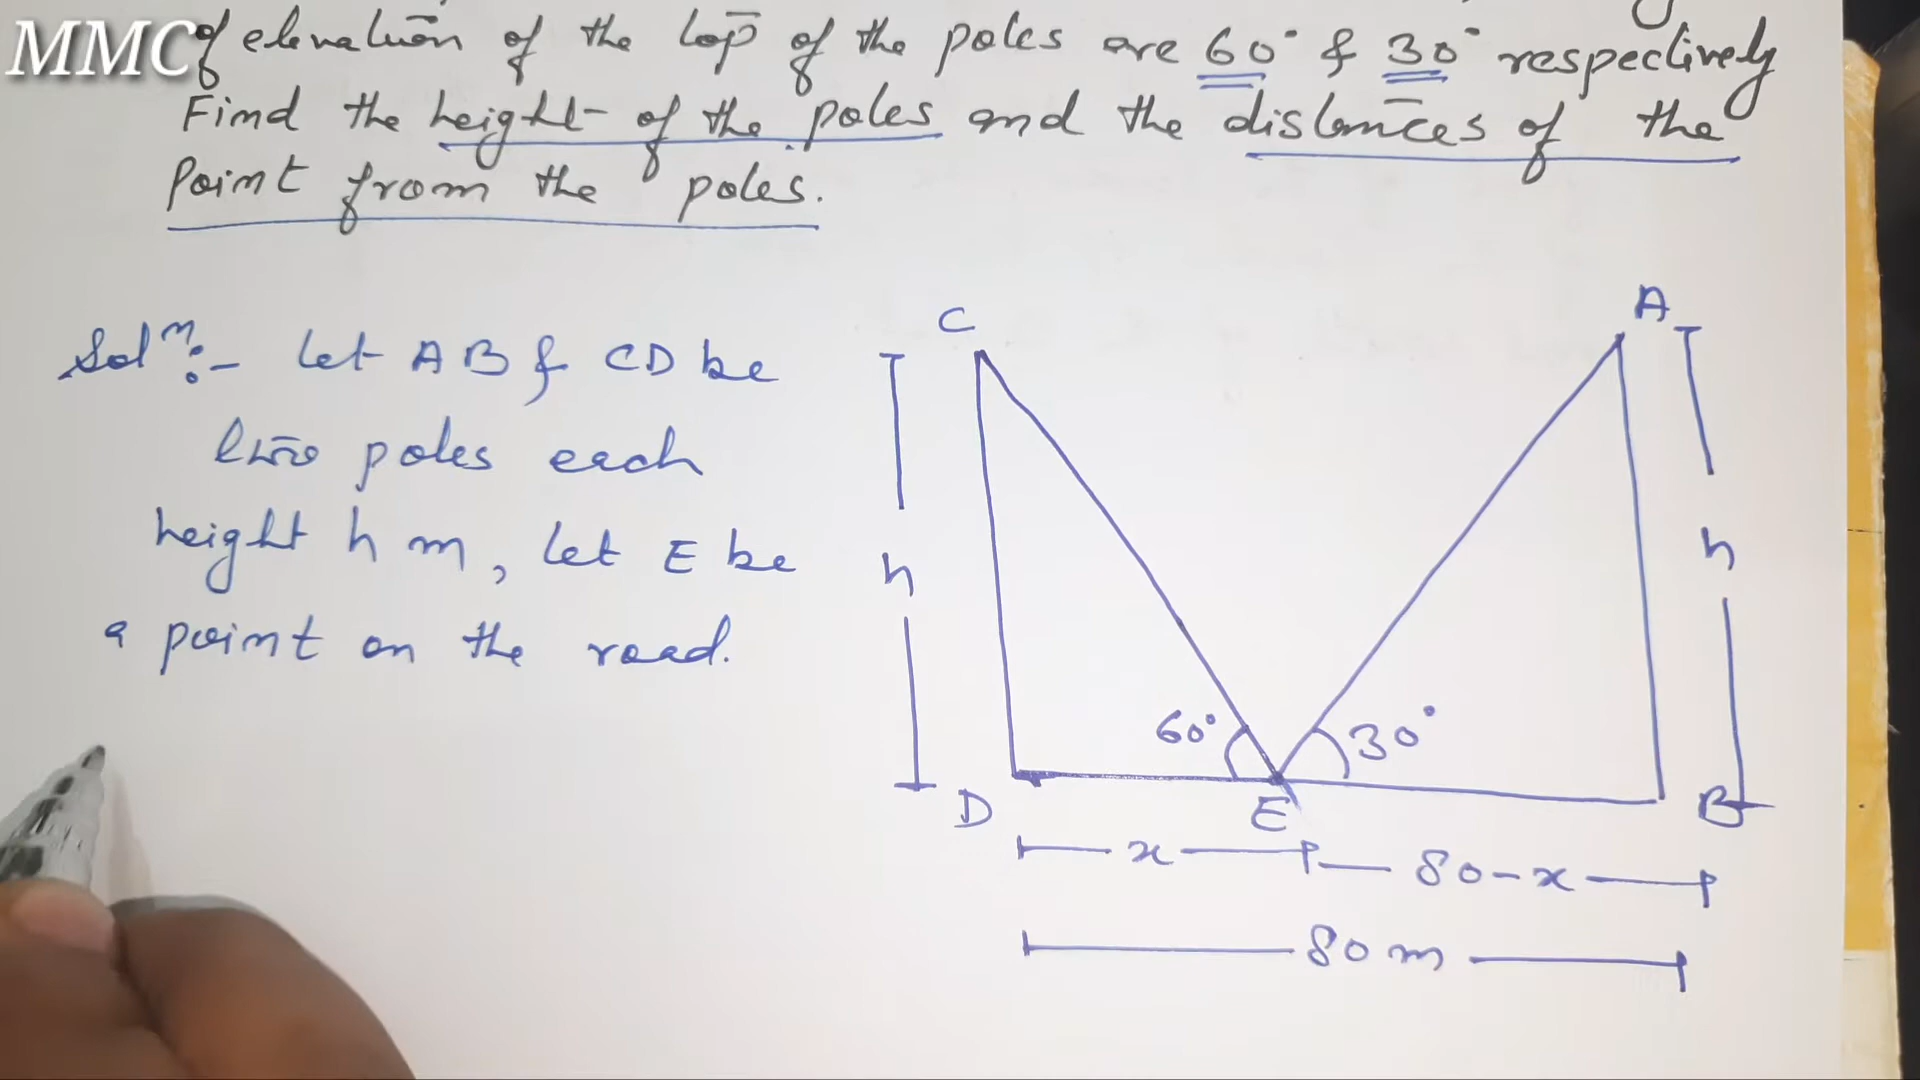 MMC
of elevation of the top of the poles are 60° & 30° respectively
Find the height of the poles and the distances of the
Point from the poles.
Solⁿ:- Let AB & CD be
two poles each
height h m, let E be
a point on the road.
C
A
h
h
60°
30°
D
E
B
x
80-x
80 m